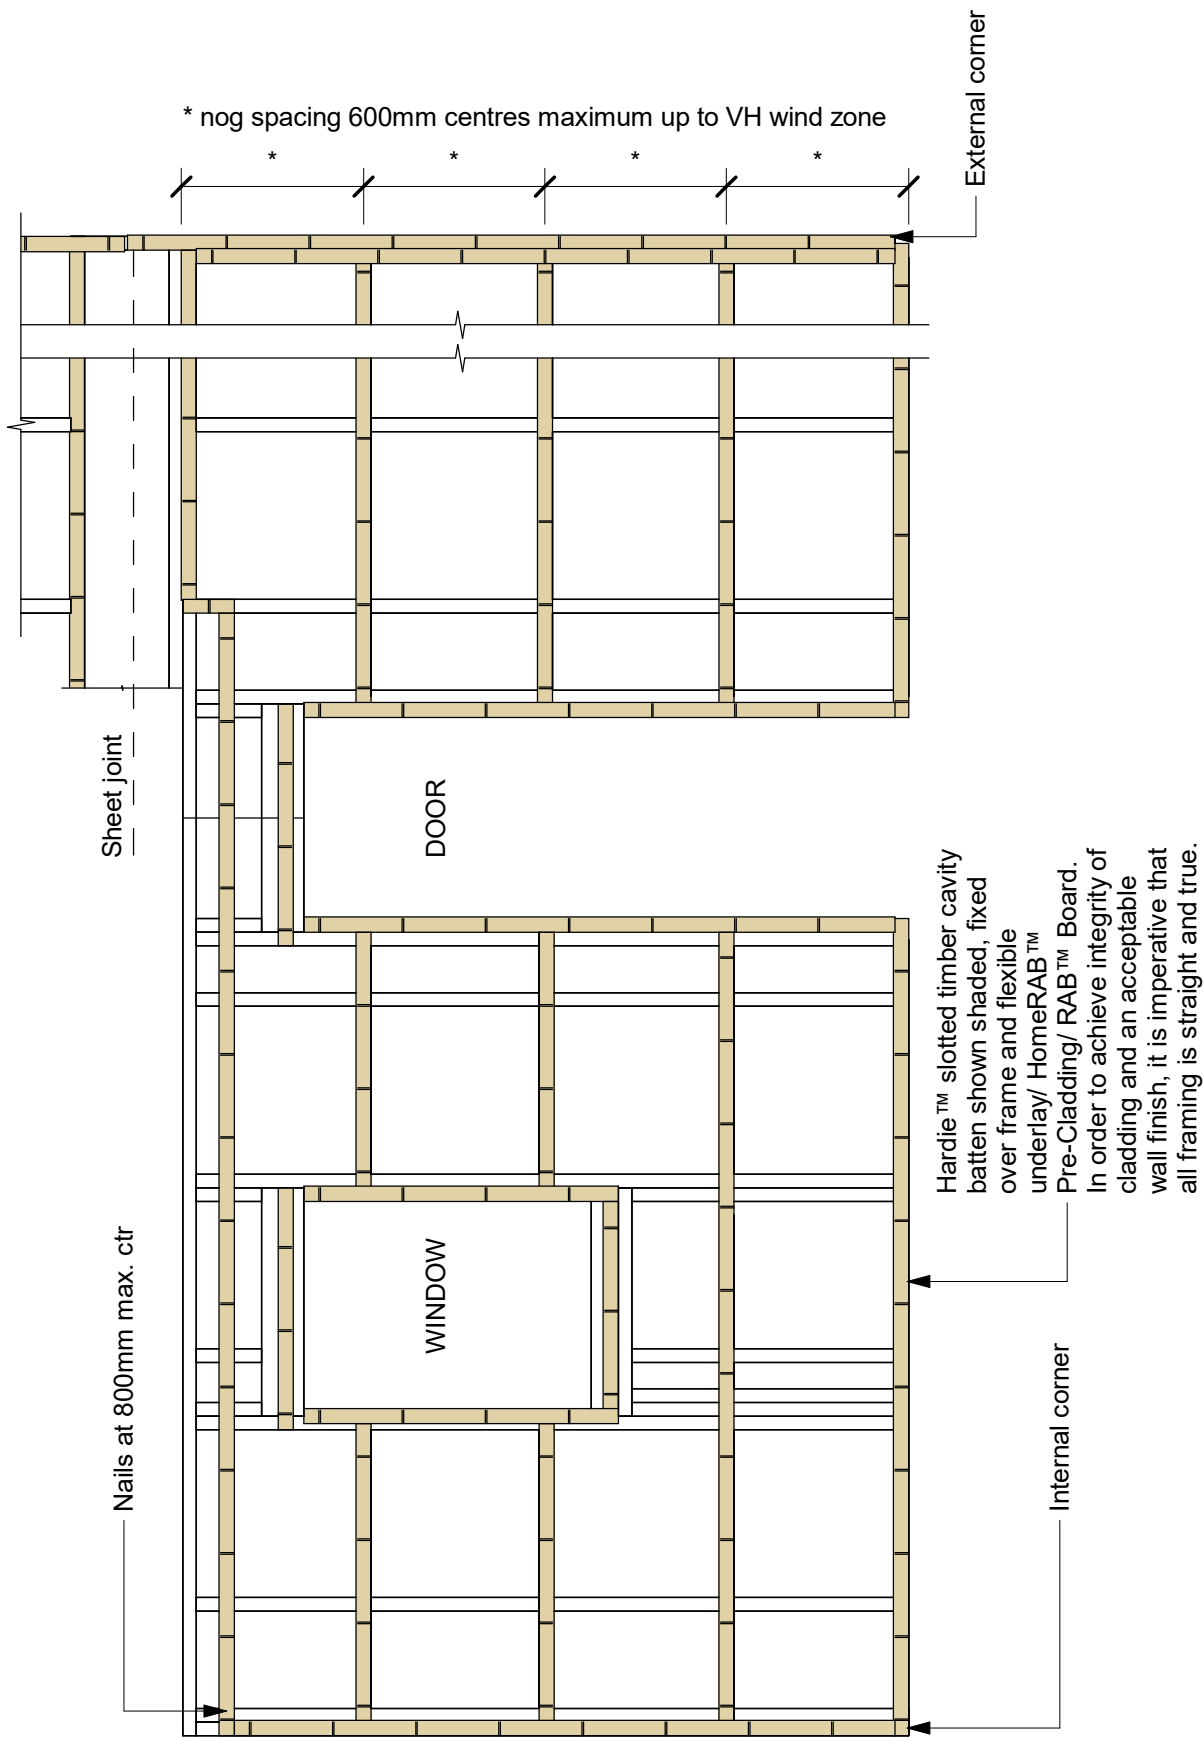 * nog spacing 600mm centres maximum up to VH wind zone
*
*
*
*
External corner
Sheet joint
DOOR
WINDOW
Nails at 800mm max. ctr
Hardie™ slotted timber cavity
batten shown shaded, fixed
over frame and flexible
underlay/ HomeRAB™
Pre-Cladding/ RAB™ Board.
In order to achieve integrity of
cladding and an acceptable
wall finish, it is imperative that
all framing is straight and true.
Internal corner